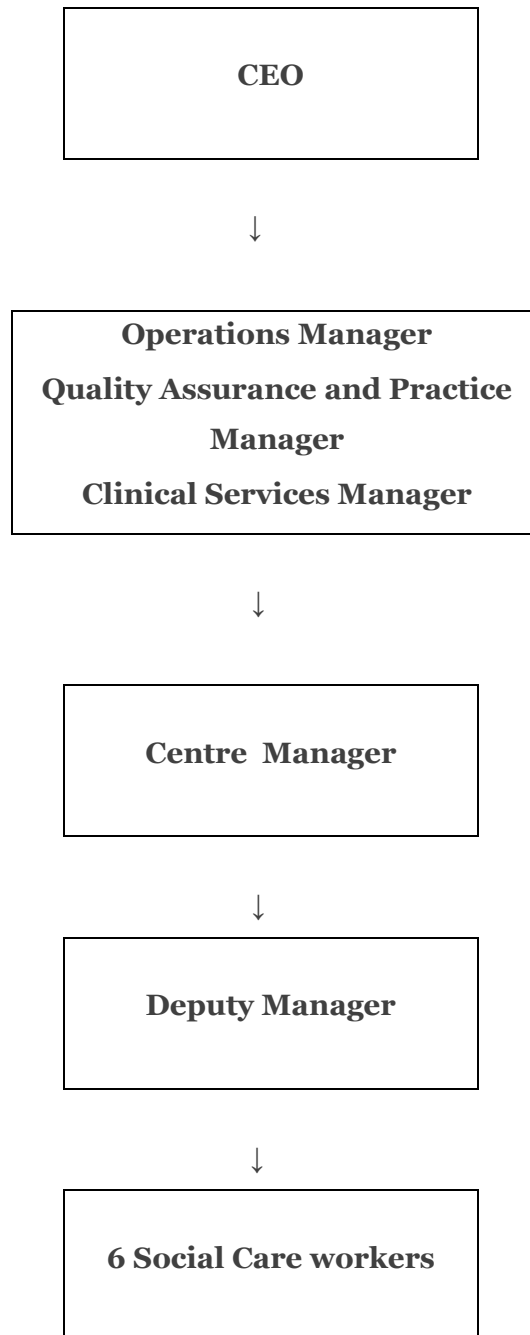 CEO
↓
Operations Manager
Quality Assurance and Practice
Manager
Clinical Services Manager
↓
Centre  Manager
↓
Deputy Manager
↓
6 Social Care workers